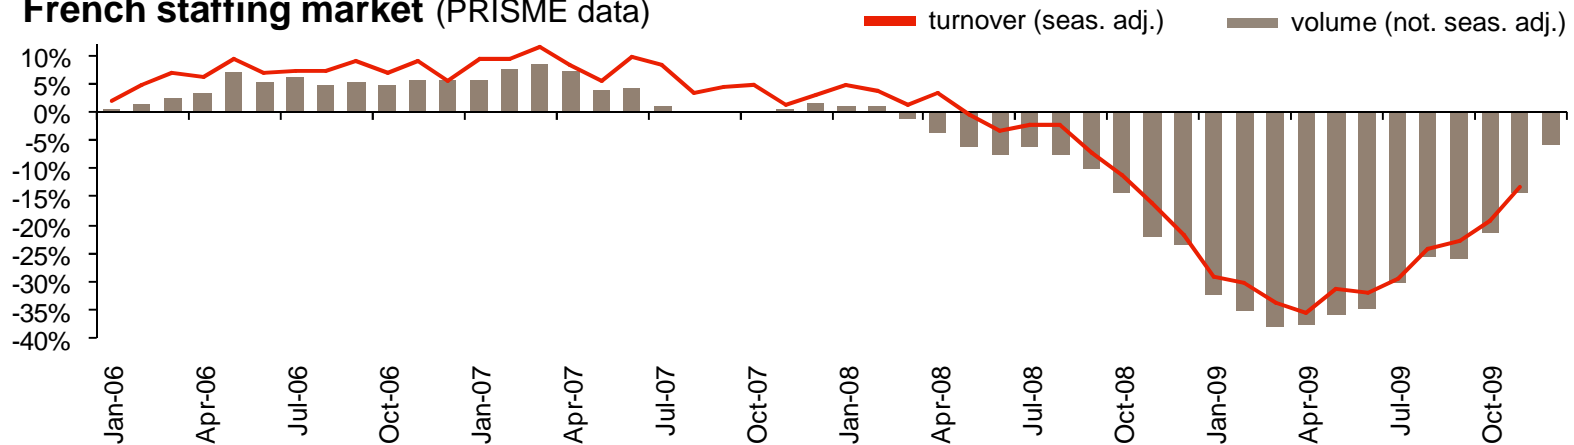 French staffing market (PRISME data)
turnover (seas. adj.)
volume (not. seas. adj.)
10%
5%
0%
-5%
-10%
-15%
-20%
-25%
-30%
-35%
-40%
Jan-06
Apr-06
Jul-06
Oct-06
Jan-07
Apr-07
Jul-07
Oct-07
Jan-08
Apr-08
Jul-08
Oct-08
Jan-09
Apr-09
Jul-09
Oct-09